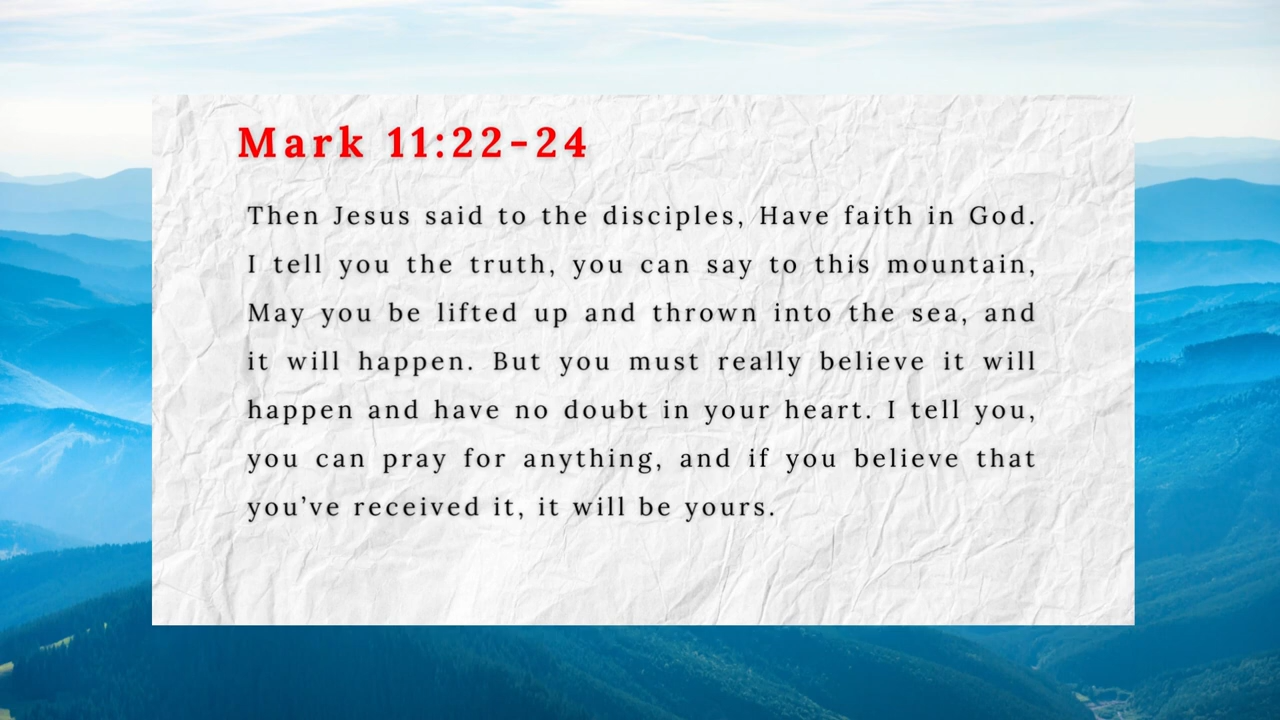 Mark 11:22-24
Then Jesus said to the disciples, Have faith in God.
I tell you the truth, you can say to this mountain,
May you be lifted up and thrown into the sea, and
it will happen. But you must really believe it will
happen and have no doubt in your heart. I tell you,
you can pray for anything, and if you believe that
you’ve received it, it will be yours.